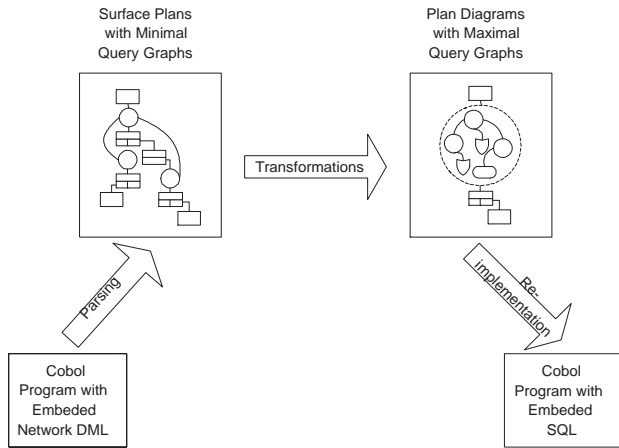 Surface Plans
with Minimal
Query Graphs
Plan Diagrams
with Maximal
Query Graphs
Transformations
Parsing
Re-
implementation
Cobol
Program with
Embeded
Network DML
Cobol
Program with
Embeded
SQL